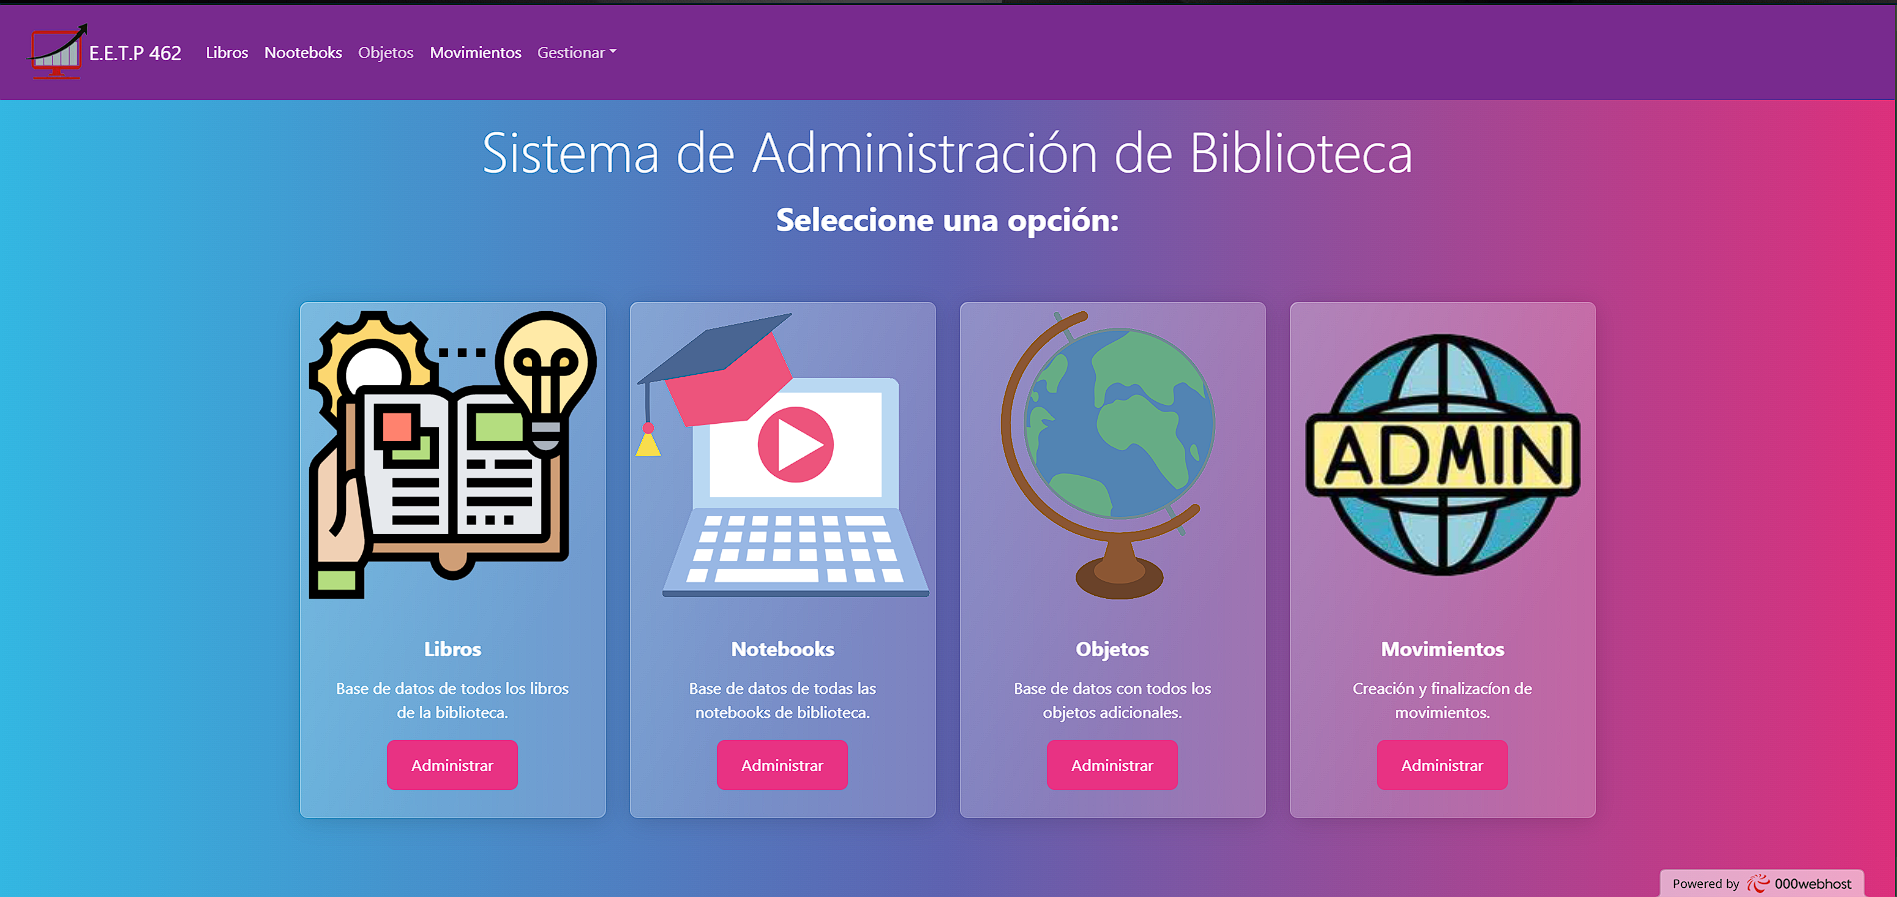 E.E.T.P 462 Libros Nooteboks Objetos Movimientos Gestionar
Sistema de Administración de Biblioteca
Seleccione una opción:
ADMIN
Libros
Base de datos de todos los libros
de la biblioteca.
Administrar
Notebooks
Base de datos de todas las
notebooks de biblioteca.
Administrar
Objetos
Base de datos con todos los
objetos adicionales.
Administrar
Movimientos
Creación y finalizacíon de
movimientos.
Administrar
Powered by 000webhost